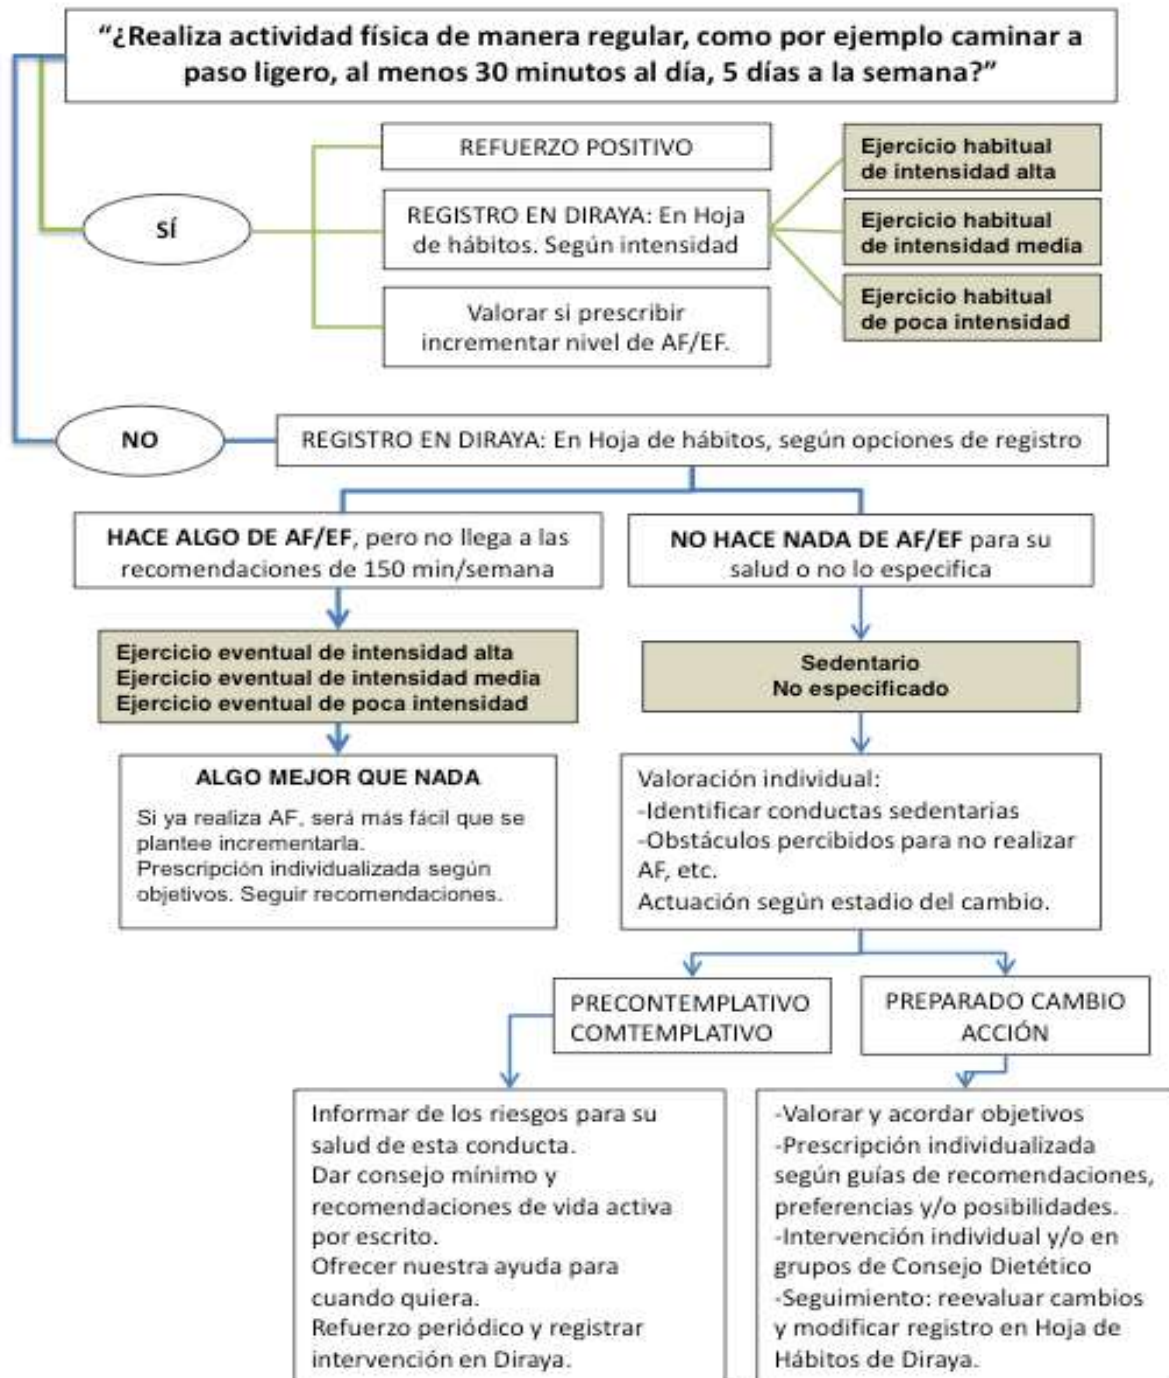 “¿Realiza actividad física de manera regular, como por ejemplo caminar a
paso ligero, al menos 30 minutos al día, 5 días a la semana?”
SÍ
REFUERZO POSITIVO
REGISTRO EN DIRAYA: En Hoja
de hábitos. Según intensidad
Valorar si prescribir
incrementar nivel de AF/EF.
Ejercicio habitual
de intensidad alta
Ejercicio habitual
de intensidad media
Ejercicio habitual
de poca intensidad
NO
REGISTRO EN DIRAYA: En Hoja de hábitos, según opciones de registro
HACE ALGO DE AF/EF, pero no llega a las
recomendaciones de 150 min/semana
Ejercicio eventual de intensidad alta
Ejercicio eventual de intensidad media
Ejercicio eventual de poca intensidad
ALGO MEJOR QUE NADA
Si ya realiza AF, será más fácil que se
plantee incrementarla.
Prescripción individualizada según
objetivos. Seguir recomendaciones.
NO HACE NADA DE AF/EF para su
salud o no lo especifica
Sedentario
No especificado
Valoración individual:
-Identificar conductas sedentarias
-Obstáculos percibidos para no realizar
AF, etc.
Actuación según estadio del cambio.
PRECONTEMPLATIVO
COMTEMPLATIVO
Informar de los riesgos para su
salud de esta conducta.
Dar consejo mínimo y
recomendaciones de vida activa
por escrito.
Ofrecer nuestra ayuda para
cuando quiera.
Refuerzo periódico y registrar
intervención en Diraya.
PREPARADO CAMBIO
ACCIÓN
-Valorar y acordar objetivos
-Prescripción individualizada
según guías de recomendaciones,
preferencias y/o posibilidades.
-Intervención individual y/o en
grupos de Consejo Dietético
-Seguimiento: reevaluar cambios
y modificar registro en Hoja de
Hábitos de Diraya.